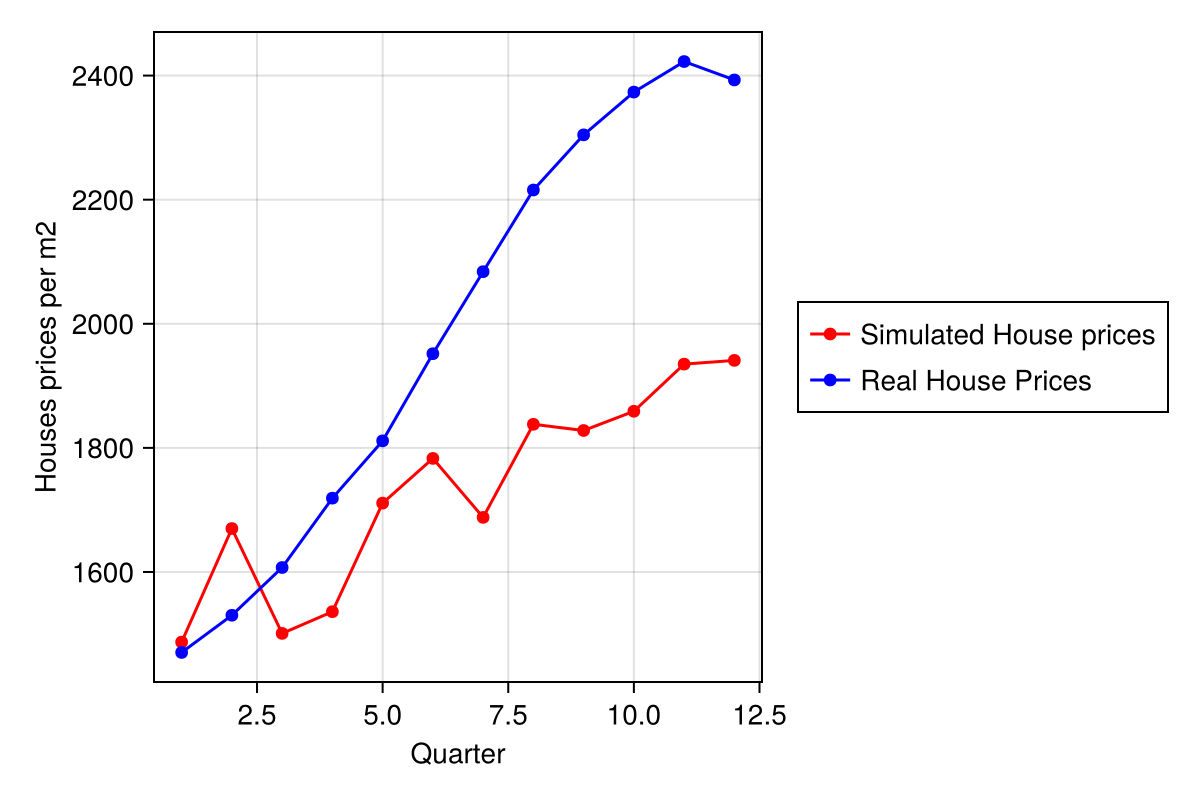 2400
2200
2000
1800
1600
Houses prices per m2
2.5 5.0 7.5 10.0 12.5
Quarter
Simulated House prices
Real House Prices